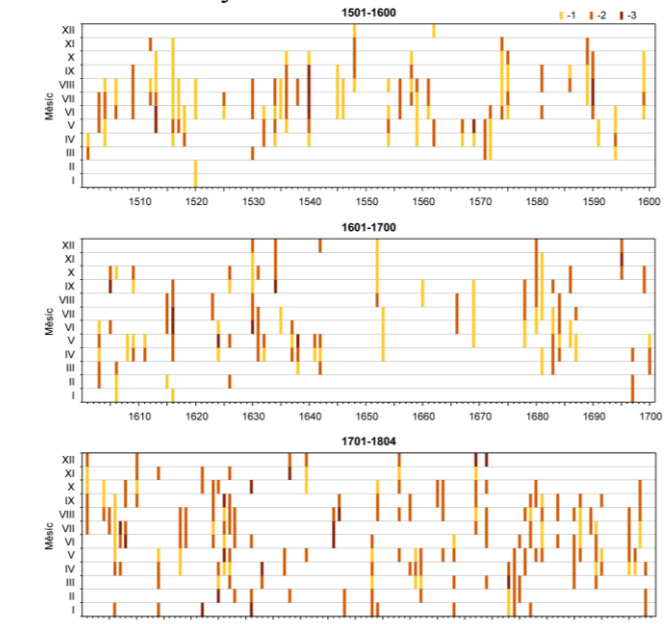 1501-1600
-1 -2 -3
XII
XI
X
IX
VIII
VII
VI
V
IV
III
II
I
Měsíc
1510 1520 1530 1540 1550 1560 1570 1580 1590 1600
1601-1700
XII
XI
X
IX
VIII
VII
VI
V
IV
III
II
I
Měsíc
1610 1620 1630 1640 1650 1660 1670 1680 1690 1700
1701-1804
XII
XI
X
IX
VIII
VII
VI
V
IV
III
II
I
Měsíc